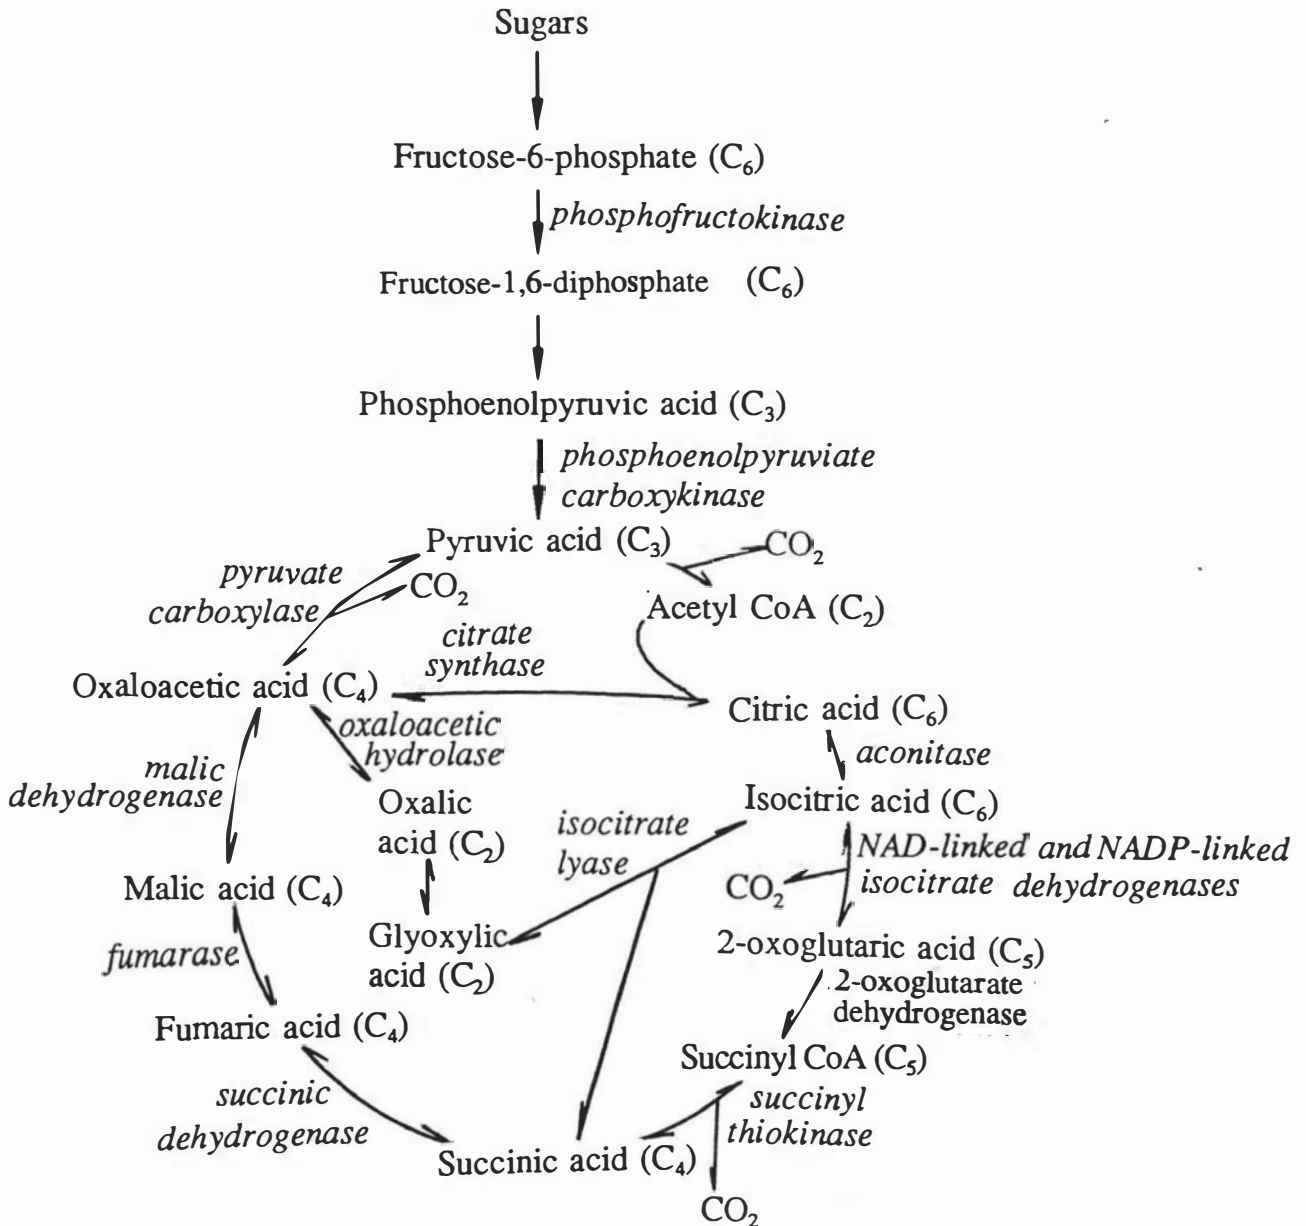 Sugars
Fructose-6-phosphate (C₆)
phosphofructokinase
Fructose-1,6-diphosphate (C₆)
Phosphoenolpyruvic acid (C₃)
phosphoenolpyruviate
carboxykinase
Pyruvic acid (C₃)
CO₂
pyruvate
carboxylase
CO₂
Acetyl CoA (C₂)
citrate
synthase
Oxaloacetic acid (C₄)
Citric acid (C₆)
oxaloacetic
hydrolase
aconitase
malic
dehydrogenase
Oxalic
acid (C₂)
isocitrate
lyase
Isocitric acid (C₆)
NAD-linked and NADP-linked
isocitrate dehydrogenases
CO₂
Malic acid (C₄)
fumarase
Glyoxylic
acid (C₂)
2-oxoglutaric acid (C₅)
2-oxoglutarate
dehydrogenase
Fumaric acid (C₄)
Succinyl CoA (C₅)
succinic
dehydrogenase
succinyl
thiokinase
Succinic acid (C₄)
CO₂